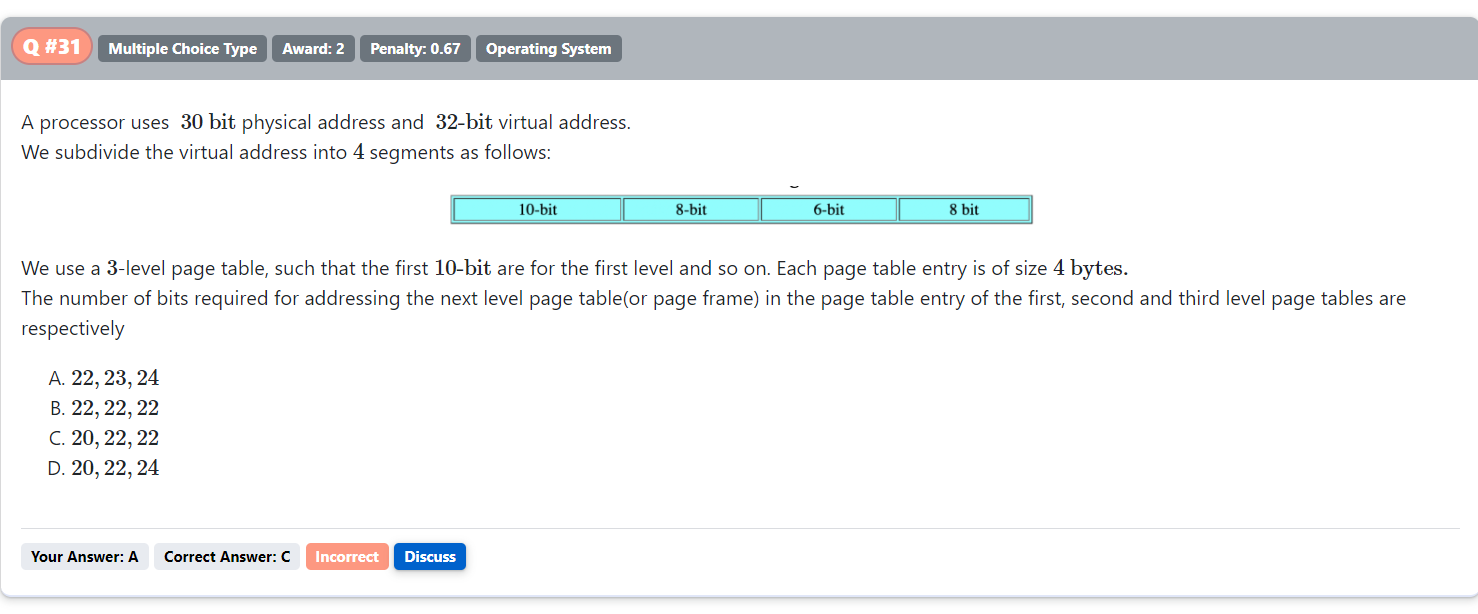 Q #31 Multiple Choice Type Award: 2 Penalty: 0.67 Operating System
A processor uses 30 bit physical address and 32-bit virtual address.
We subdivide the virtual address into 4 segments as follows:
10-bit 8-bit 6-bit 8 bit
We use a 3-level page table, such that the first 10-bit are for the first level and so on. Each page table entry is of size 4 bytes.
The number of bits required for addressing the next level page table(or page frame) in the page table entry of the first, second and third level page tables are
respectively
A. 22, 23, 24
B. 22, 22, 22
C. 20, 22, 22
D. 20, 22, 24
Your Answer: A Correct Answer: C Incorrect Discuss